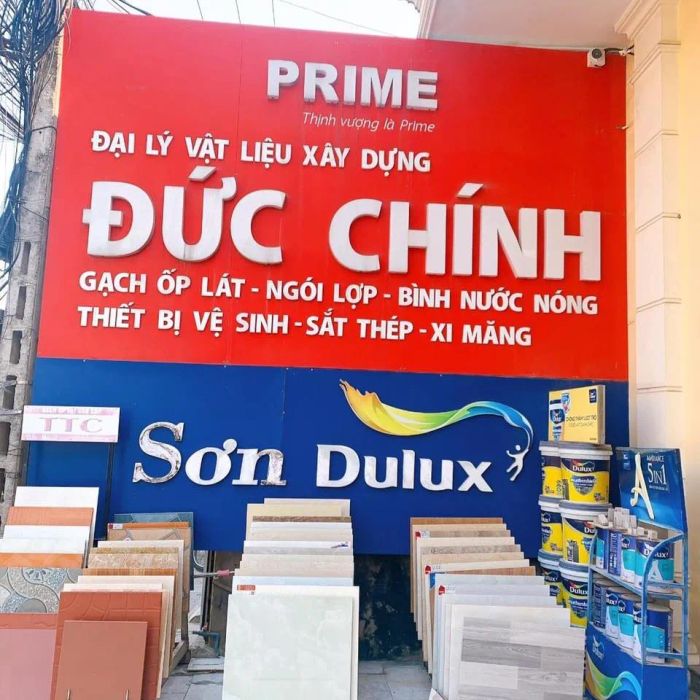 PRIME
Thịnh vượng là Prime
ĐẠI LÝ VẬT LIỆU XÂY DỰNG
ĐỨC CHÍNH
GẠCH ỐP LÁT - NGÓI LỢP - BÌNH NƯỚC NÓNG
THIẾT BỊ VỆ SINH - SẮT THÉP - XI MĂNG
TTC
Sơn Dulux
Dulux
5IN1
Dulux